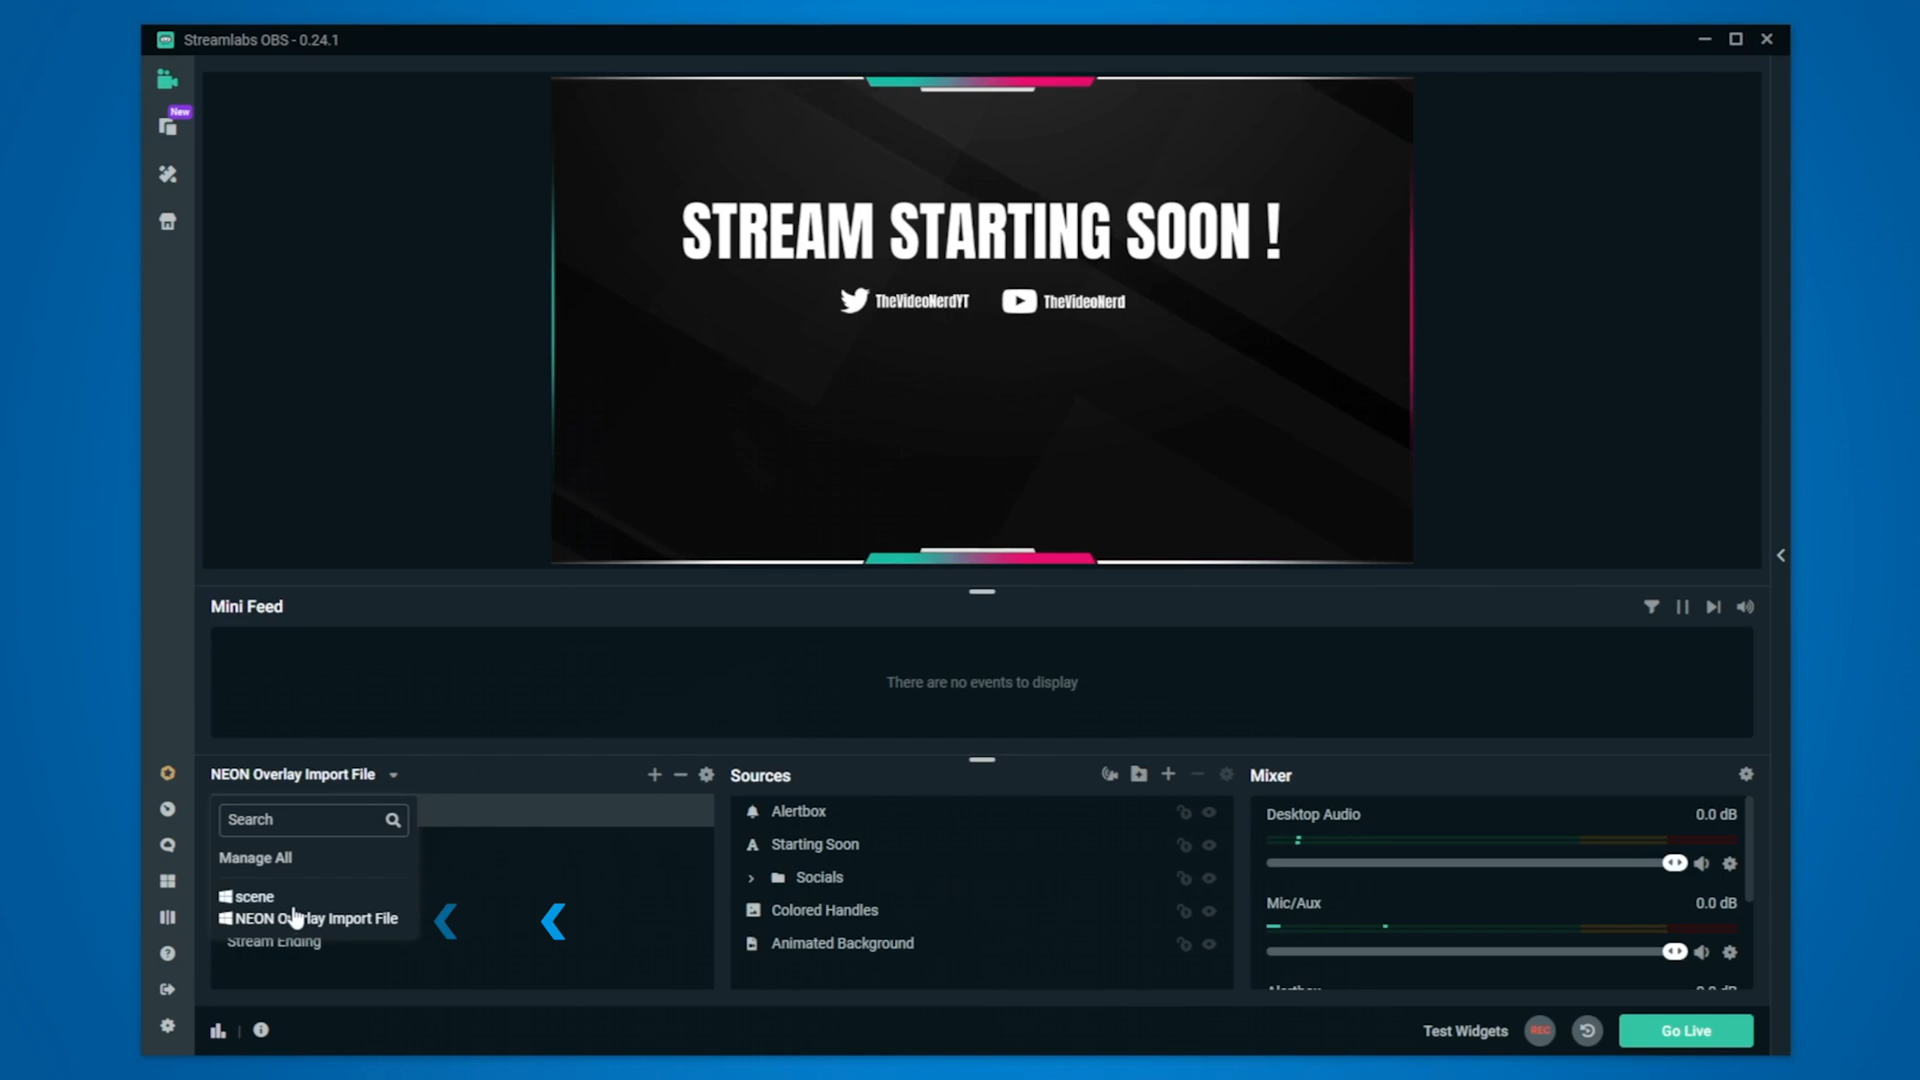 Streamlabs OBS - 0.24.1
New
STREAM STARTING SOON !
TheVideoNerdYT TheVideoNerd
Mini Feed
There are no events to display
NEON Overlay Import File
Search
Manage All
scene
NEON Overlay Import File
Stream Ending
Sources
Alertbox
Starting Soon
Socials
Colored Handles
Animated Background
Mixer
Desktop Audio 0.0 dB
Mic/Aux 0.0 dB
Test Widgets REC Go Live